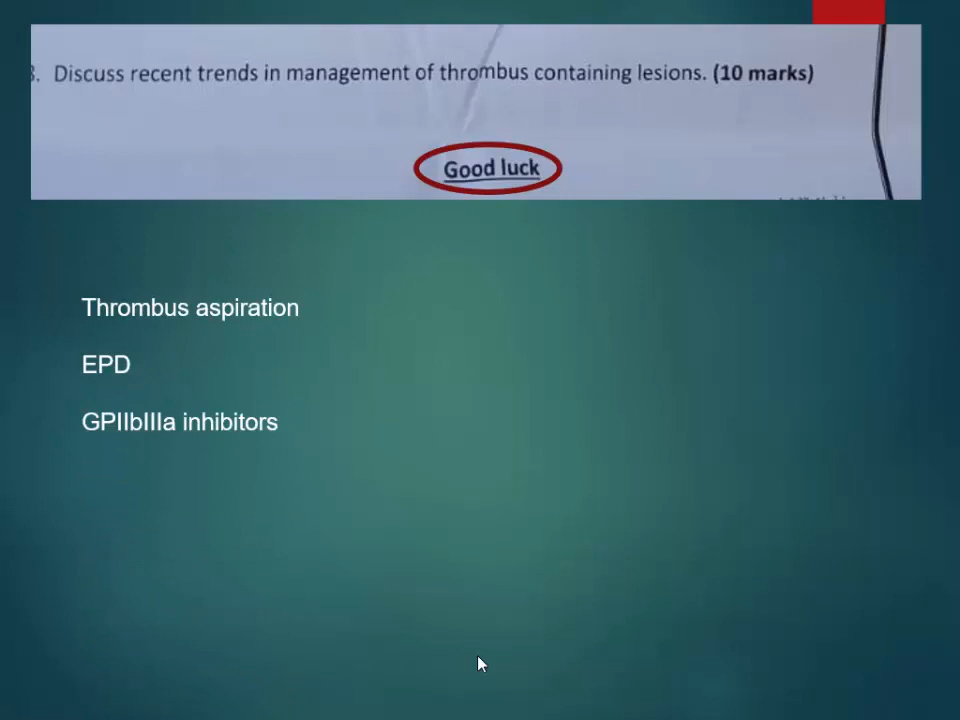 3. Discuss recent trends in management of thrombus containing lesions. (10 marks)
Good luck
Thrombus aspiration
EPD
GPIIbIIIa inhibitors